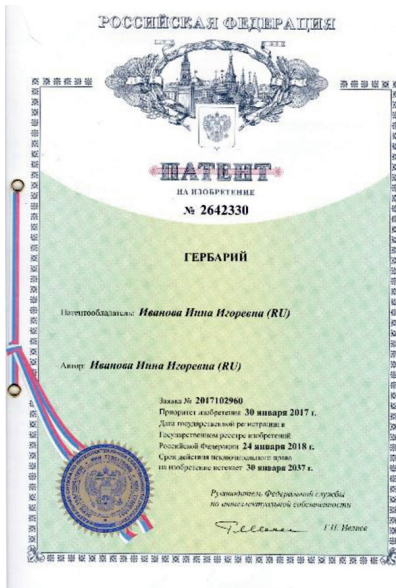 РОССИЙСКАЯ ФЕДЕРАЦИЯ
ПАТЕНТ
НА ИЗОБРЕТЕНИЕ
№ 2642330
ГЕРБАРИЙ
Патентообладатель: Иванова Инна Игоревна (RU)
Автор: Иванова Инна Игоревна (RU)
Заявка № 2017102960
Приоритет изобретения 30 января 2017 г.
Дата государственной регистрации в
Государственном реестре изобретений
Российской Федерации 24 января 2018 г.
Срок действия исключительного права
на изобретение истекает 30 января 2037 г.
Руководитель Федеральной службы
по интеллектуальной собственности
Г.П. Ивлиев